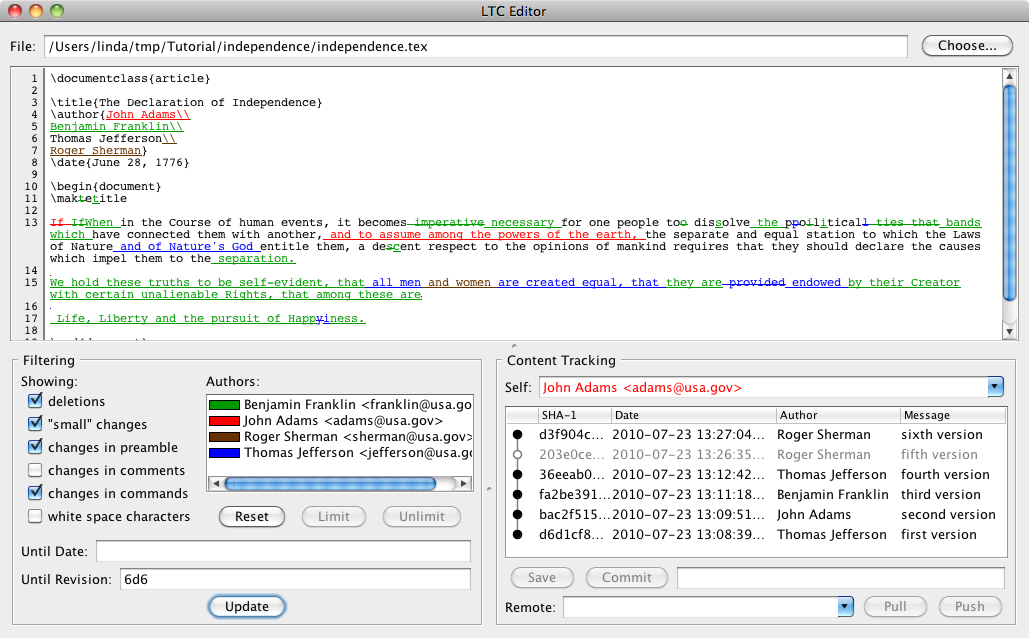 LTC Editor
File: /Users/linda/tmp/Tutorial/independence/independence.tex Choose...
1 \documentclass{article}
2
3 \title{The Declaration of Independence}
4 \author{John Adams\\
5 Benjamin Franklin\\
6 Thomas Jefferson\\
7 Roger Sherman}
8 \date{June 28, 1776}
9
10 \begin{document}
11 \maktetitle
12
13 If IfWhen in the Course of human events, it becomes imperative necessary for one people too dissolve the ppoiliticall ties that bands
which have connected them with another, and to assume among the powers of the earth, the separate and equal station to which the Laws
of Nature and of Nature's God entitle them, a descent respect to the opinions of mankind requires that they should declare the causes
which impel them to the separation.
14
15 We hold these truths to be self-evident, that all men and women are created equal, that they are provided endowed by their Creator
with certain unalienable Rights, that among these are
16
17 Life, Liberty and the pursuit of Happyiness.
18
Filtering
Showing:
deletions
"small" changes
changes in preamble
changes in comments
changes in commands
white space characters
Authors:
Benjamin Franklin <franklin@usa.go
John Adams <adams@usa.gov>
Roger Sherman <sherman@usa.gov>
Thomas Jefferson <jefferson@usa.go
Reset Limit Unlimit
Until Date:
Until Revision: 6d6
Update
Content Tracking
Self: John Adams <adams@usa.gov>
SHA-1 Date Author Message
d3f904c... 2010-07-23 13:27:04... Roger Sherman sixth version
203e0ce... 2010-07-23 13:26:35... Roger Sherman fifth version
36eeab0... 2010-07-23 13:12:42... Thomas Jefferson fourth version
fa2be391... 2010-07-23 13:11:18... Benjamin Franklin third version
bac2f515... 2010-07-23 13:09:51... John Adams second version
d6d1cf8... 2010-07-23 13:08:39... Thomas Jefferson first version
Save Commit
Remote: Pull Push